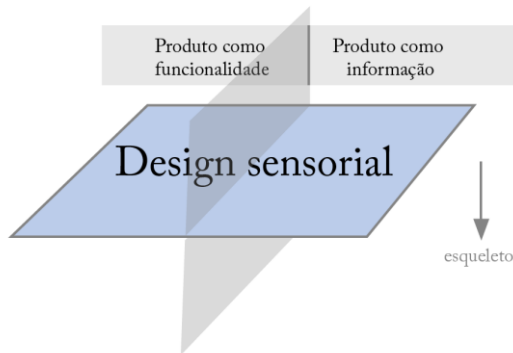 Produto como
funcionalidade
Produto como
informação
Design sensorial
esqueleto